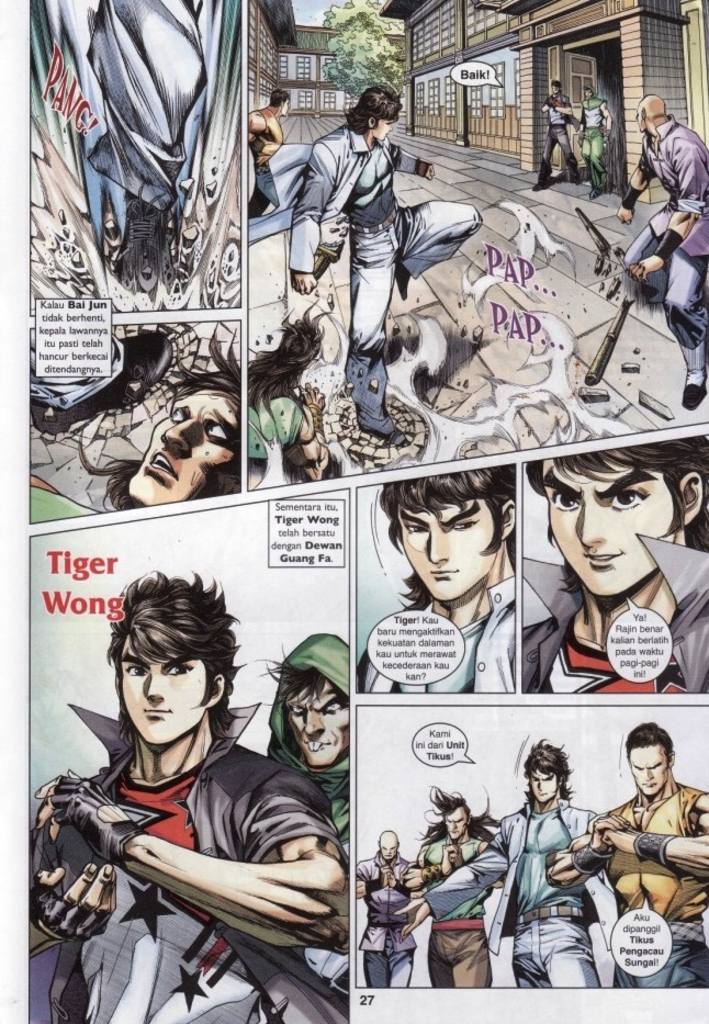 PANG!
Baik!
PAP...
PAP...
Kalau Bai Jun
tidak berhenti,
kepala lawannya
itu pasti telah
hancur berkecai
ditendangnya.
Sementara itu,
Tiger Wong
telah bersatu
dengan Dewan
Guang Fa.
Tiger
Wong
Tiger! Kau
baru mengaktifkan
kekuatan dalaman
kau untuk merawat
kecederaan kau
kan?
Ya!
Rajin benar
kalian berlatih
pada waktu
pagi-pagi
ini!
Kami
ini dari Unit
Tikus!
Aku
dipanggil
Tikus
Pengacau
Sungai!
27